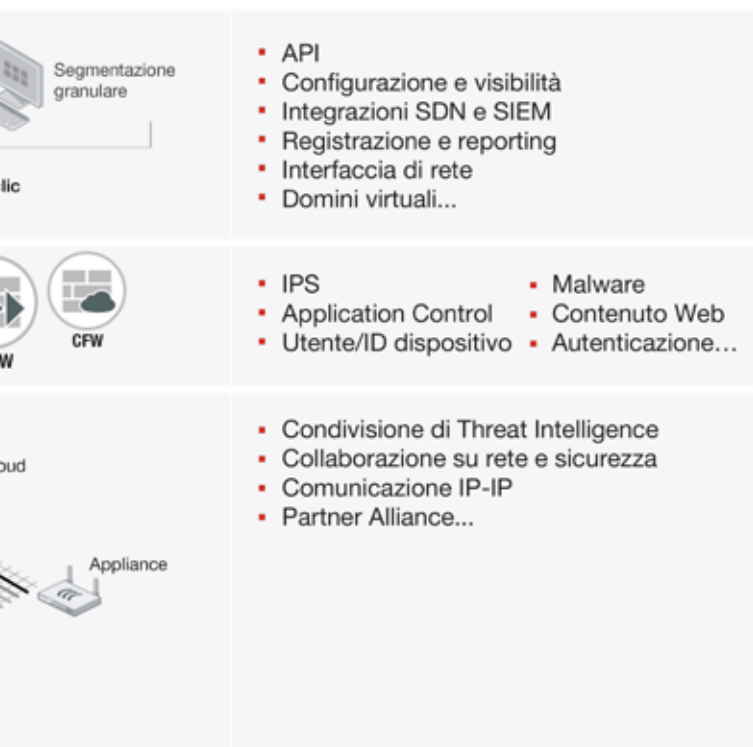 Segmentazione
granulare
API
Configurazione e visibilità
Integrazioni SDN e SIEM
Registrazione e reporting
Interfaccia di rete
Domini virtuali...
CFW
IPS
Application Control
Utente/ID dispositivo
Malware
Contenuto Web
Autenticazione...
Appliance
Condivisione di Threat Intelligence
Collaborazione su rete e sicurezza
Comunicazione IP-IP
Partner Alliance...